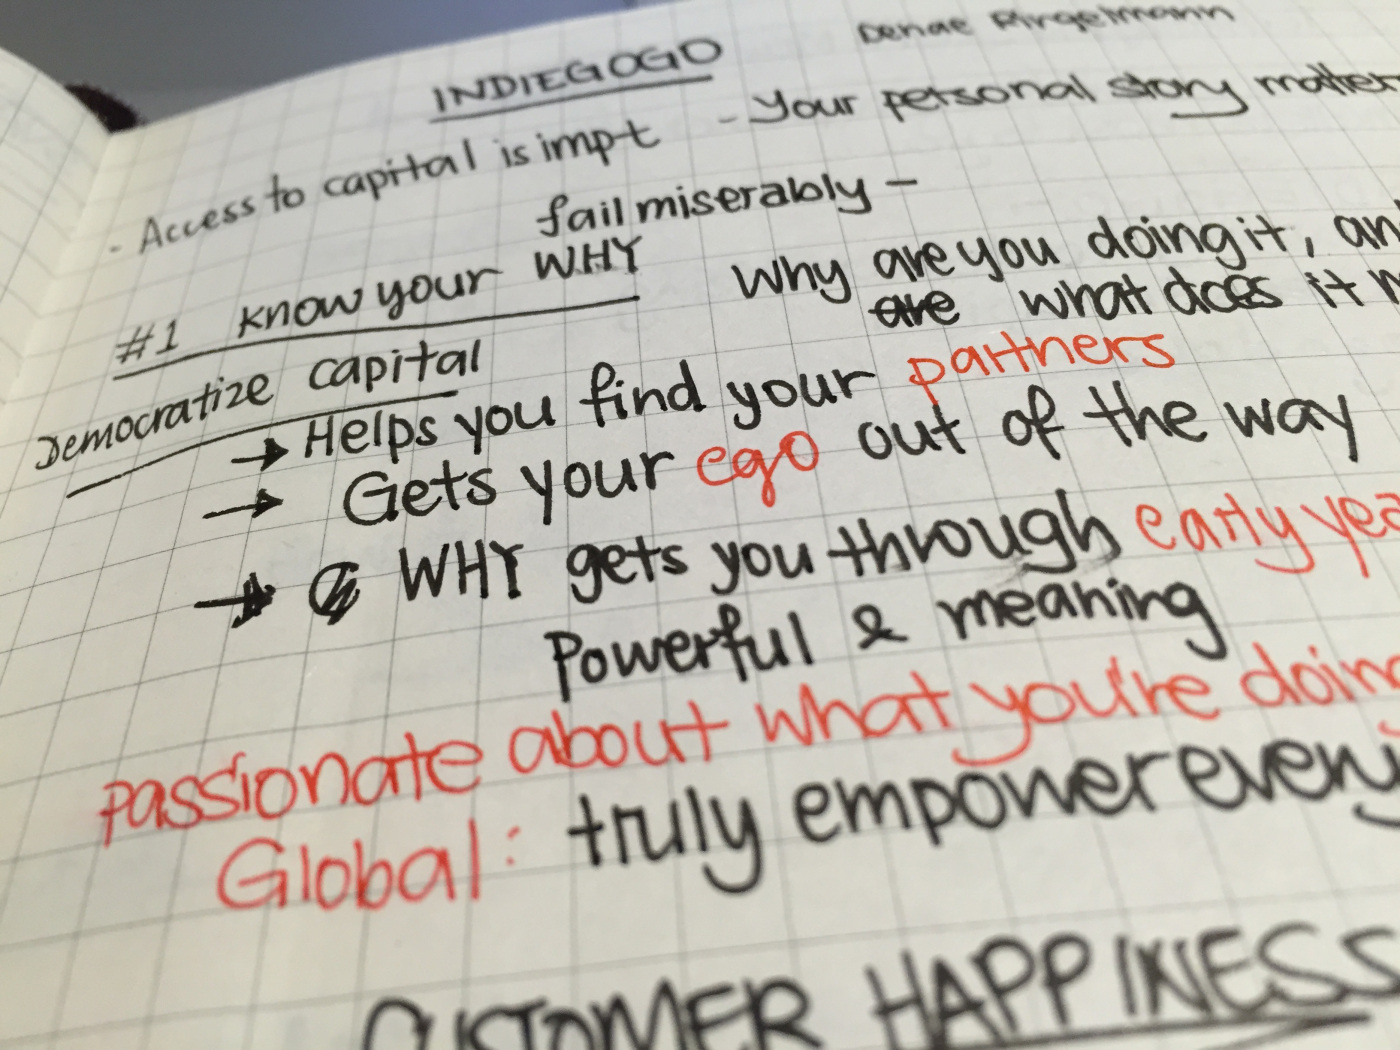 INDIEGOGO
Danae Ringelmann
- Access to capital is imp-t
- Your personal story matter
fail miserably -
#1 know your WHY
Why are you doing it, an
are what does it m
Democratize capital
→ Helps you find your partners
→ Gets your ego out of the way
→ WHY gets you through early yea
Powerful & meaning
passionate about what you're doing
Global: truly empower every
CUSTOMER HAPPINESS